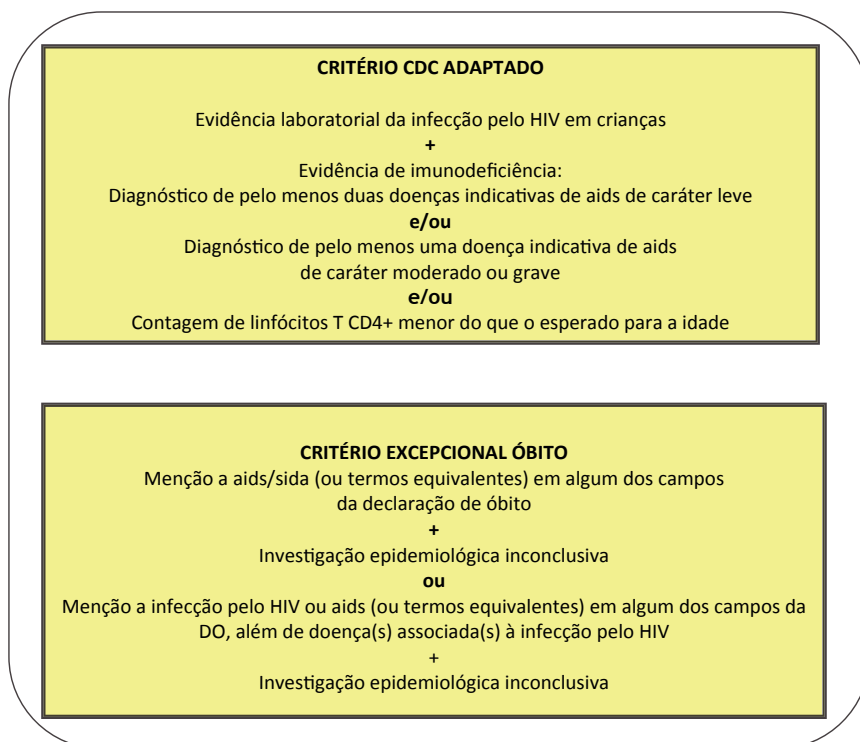 CRITÉRIO CDC ADAPTADO
Evidência laboratorial da infecção pelo HIV em crianças
+
Evidência de imunodeficiência:
Diagnóstico de pelo menos duas doenças indicativas de aids de caráter leve
e/ou
Diagnóstico de pelo menos uma doença indicativa de aids
de caráter moderado ou grave
e/ou
Contagem de linfócitos T CD4+ menor do que o esperado para a idade
CRITÉRIO EXCEPCIONAL ÓBITO
Menção a aids/sida (ou termos equivalentes) em algum dos campos
da declaração de óbito
+
Investigação epidemiológica inconclusiva
ou
Menção a infecção pelo HIV ou aids (ou termos equivalentes) em algum dos campos da
DO, além de doença(s) associada(s) à infecção pelo HIV
+
Investigação epidemiológica inconclusiva